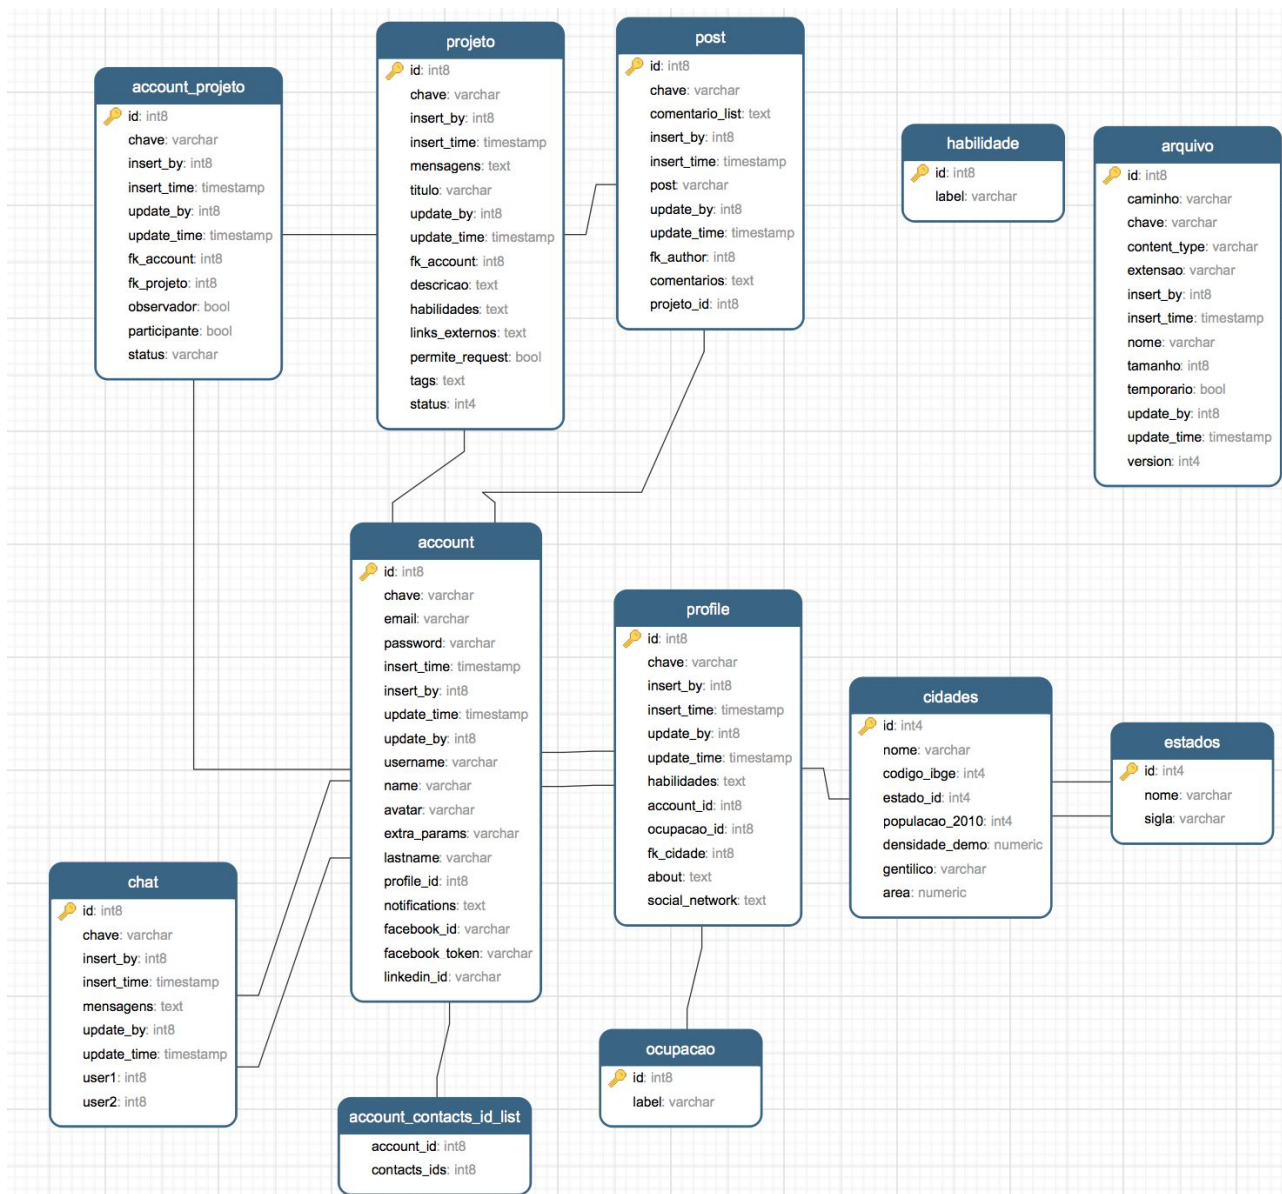 account_projeto
id: int8
chave: varchar
insert_by: int8
insert_time: timestamp
update_by: int8
update_time: timestamp
fk_account: int8
fk_projeto: int8
observador: bool
participante: bool
status: varchar
projeto
id: int8
chave: varchar
insert_by: int8
insert_time: timestamp
mensagens: text
titulo: varchar
update_by: int8
update_time: timestamp
fk_account: int8
descricao: text
habilidades: text
links_externos: text
permite_request: bool
tags: text
status: int4
post
id: int8
chave: varchar
comentario_list: text
insert_by: int8
insert_time: timestamp
post: varchar
update_by: int8
update_time: timestamp
fk_author: int8
comentarios: text
projeto_id: int8
habilidade
id: int8
label: varchar
arquivo
id: int8
caminho: varchar
chave: varchar
content_type: varchar
extensao: varchar
insert_by: int8
insert_time: timestamp
nome: varchar
tamanho: int8
temporario: bool
update_by: int8
update_time: timestamp
version: int4
account
id: int8
chave: varchar
email: varchar
password: varchar
insert_time: timestamp
insert_by: int8
update_time: timestamp
update_by: int8
username: varchar
name: varchar
avatar: varchar
extra_params: varchar
lastname: varchar
profile_id: int8
notifications: text
facebook_id: varchar
facebook_token: varchar
linkedin_id: varchar
profile
id: int8
chave: varchar
insert_by: int8
insert_time: timestamp
update_by: int8
update_time: timestamp
habilidades: text
account_id: int8
ocupacao_id: int8
fk_cidade: int8
about: text
social_network: text
cidades
id: int4
nome: varchar
codigo_ibge: int4
estado_id: int4
populacao_2010: int4
densidade_demo: numeric
gentilico: varchar
area: numeric
estados
id: int4
nome: varchar
sigla: varchar
chat
id: int8
chave: varchar
insert_by: int8
insert_time: timestamp
mensagens: text
update_by: int8
update_time: timestamp
user1: int8
user2: int8
account_contacts_id_list
account_id: int8
contacts_ids: int8
ocupacao
id: int8
label: varchar